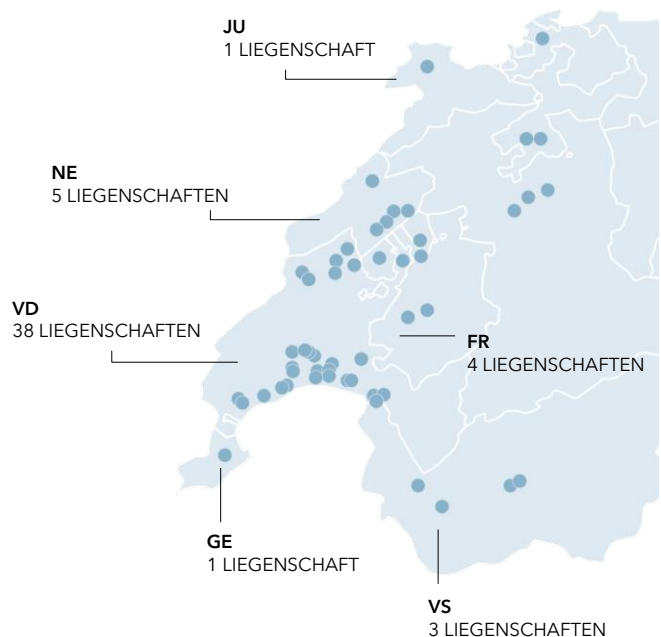 JU
1 LIEGENSCHAFT
NE
5 LIEGENSCHAFTEN
VD
38 LIEGENSCHAFTEN
FR
4 LIEGENSCHAFTEN
GE
1 LIEGENSCHAFT
VS
3 LIEGENSCHAFTEN